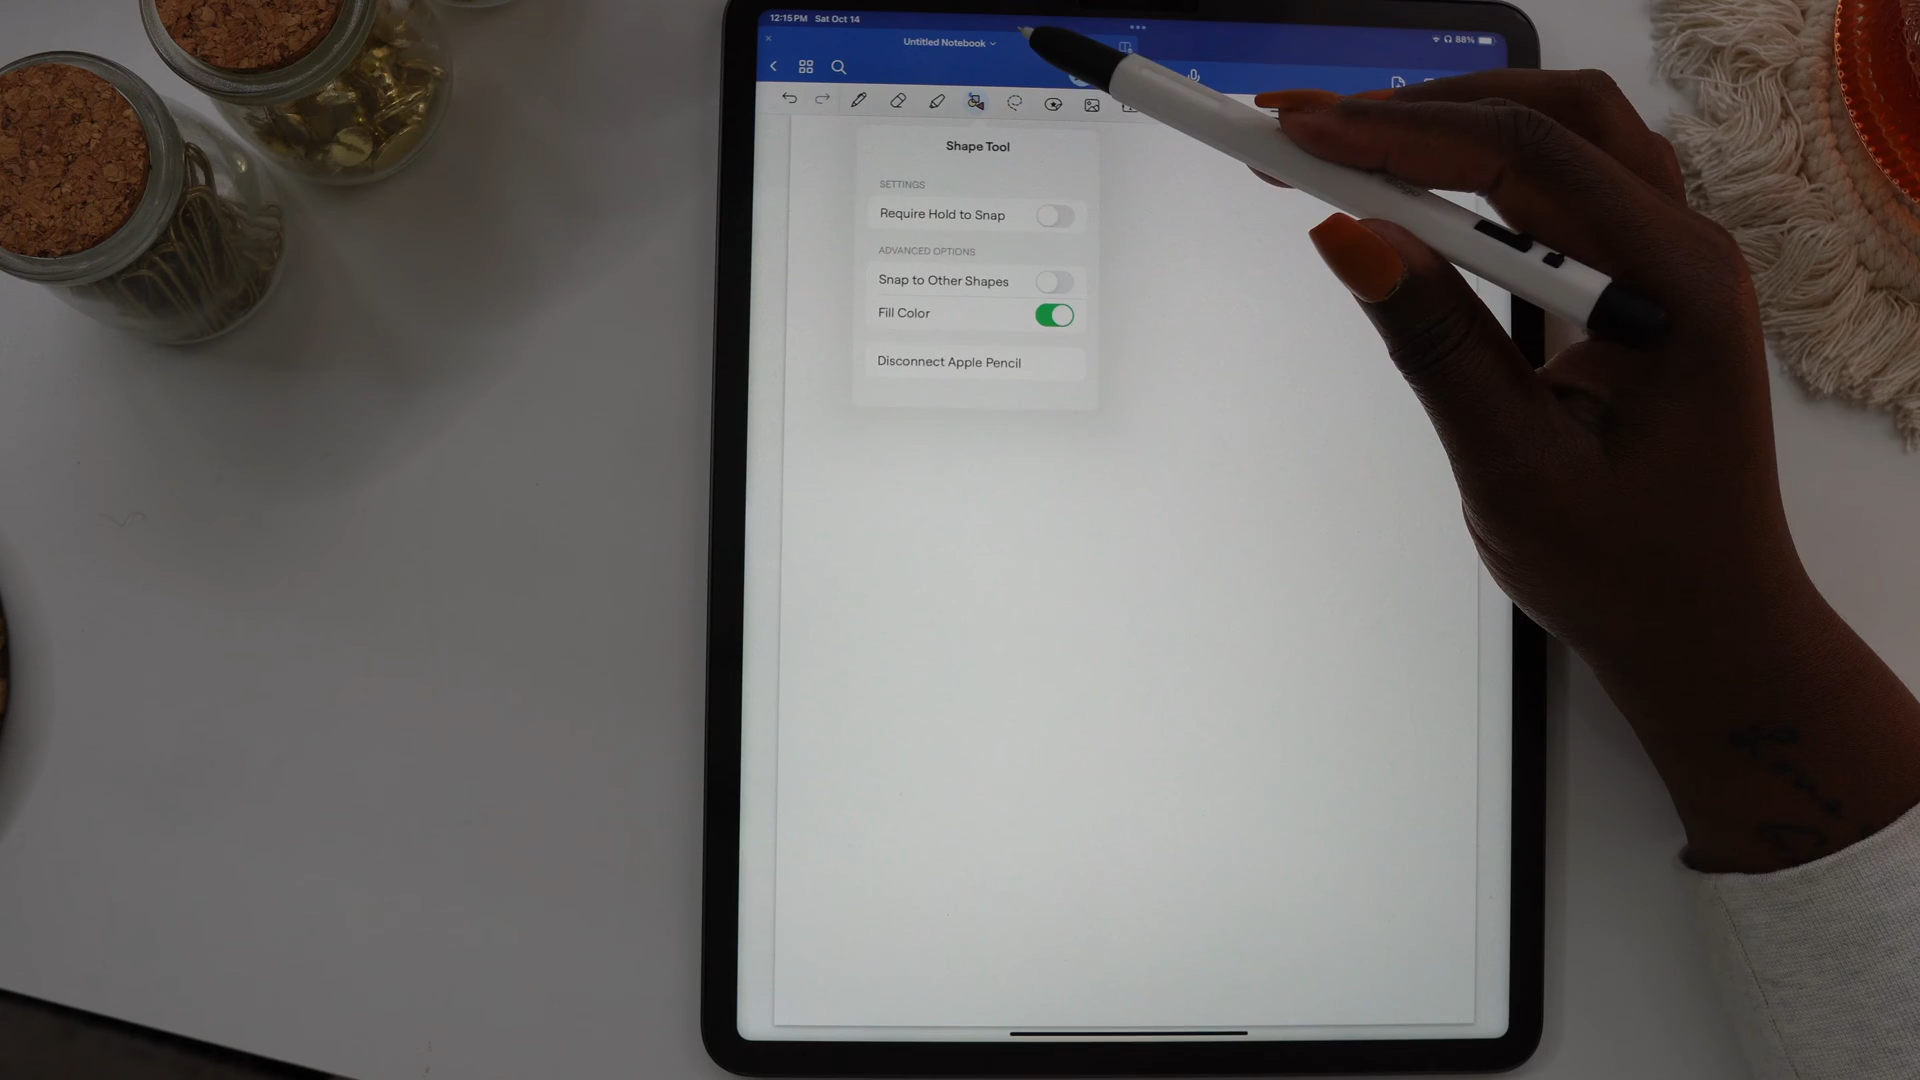 12:15 PM Sat Oct 14
88%
Untitled Notebook
Shape Tool
SETTINGS
Require Hold to Snap
ADVANCED OPTIONS
Snap to Other Shapes
Fill Color
Disconnect Apple Pencil